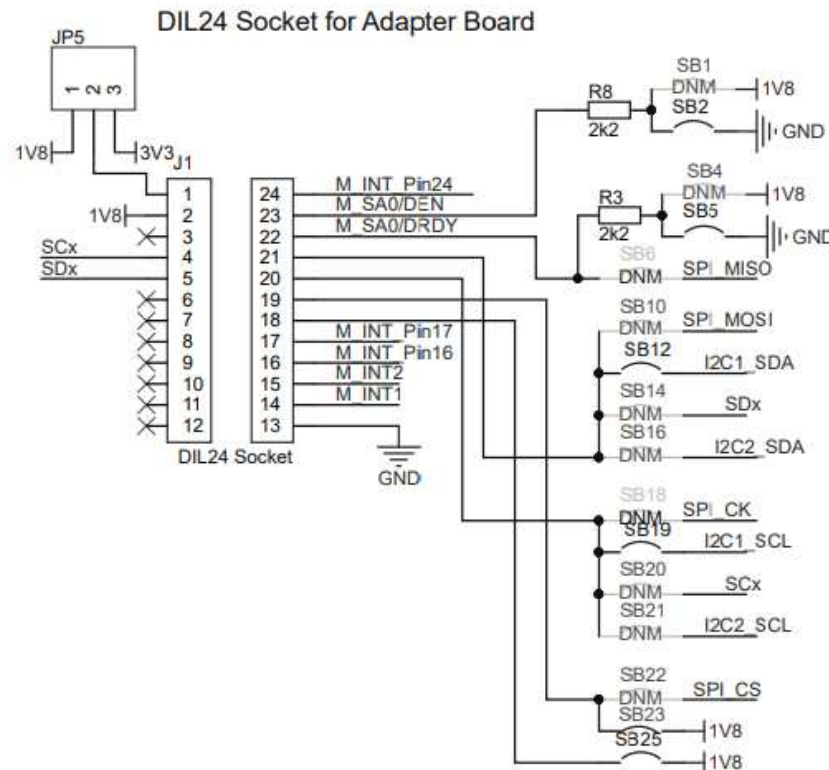 DIL24 Socket for Adapter Board
JP5
1 2 3
1V8
3V3
J1
1
2
3
4
5
6
7
8
9
10
11
12
1V8
SCx
SDx
DIL24 Socket
24
23
22
21
20
19
18
17
16
15
14
13
M_INT_Pin24
M_SA0/DEN
M_SA0/DRDY
M_INT_Pin17
M_INT_Pin16
M_INT2
M_INT1
GND
R8
2k2
SB1
DNM
1V8
SB2
GND
R3
2k2
SB4
DNM
1V8
SB5
GND
SB6
DNM SPI_MISO
SB10
DNM SPI_MOSI
SB12
I2C1_SDA
SB14
DNM SDx
SB16
DNM I2C2_SDA
SB18
DNM SPI_CK
SB19
I2C1_SCL
SB20
DNM SCx
SB21
DNM I2C2_SCL
SB22
DNM SPI_CS
SB23
1V8
SB25
1V8